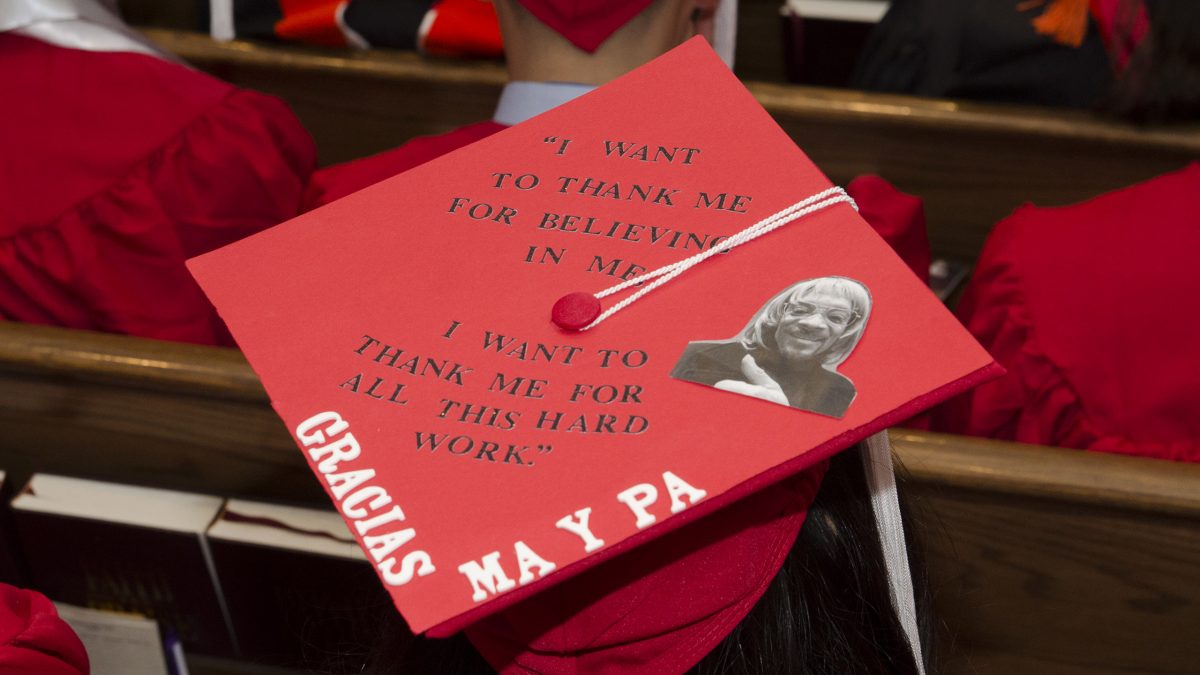 “I WANT
TO THANK ME
FOR BELIEVING
IN ME,
I WANT TO
THANK ME FOR
ALL THIS HARD
WORK.”
GRACIAS
MA Y PA